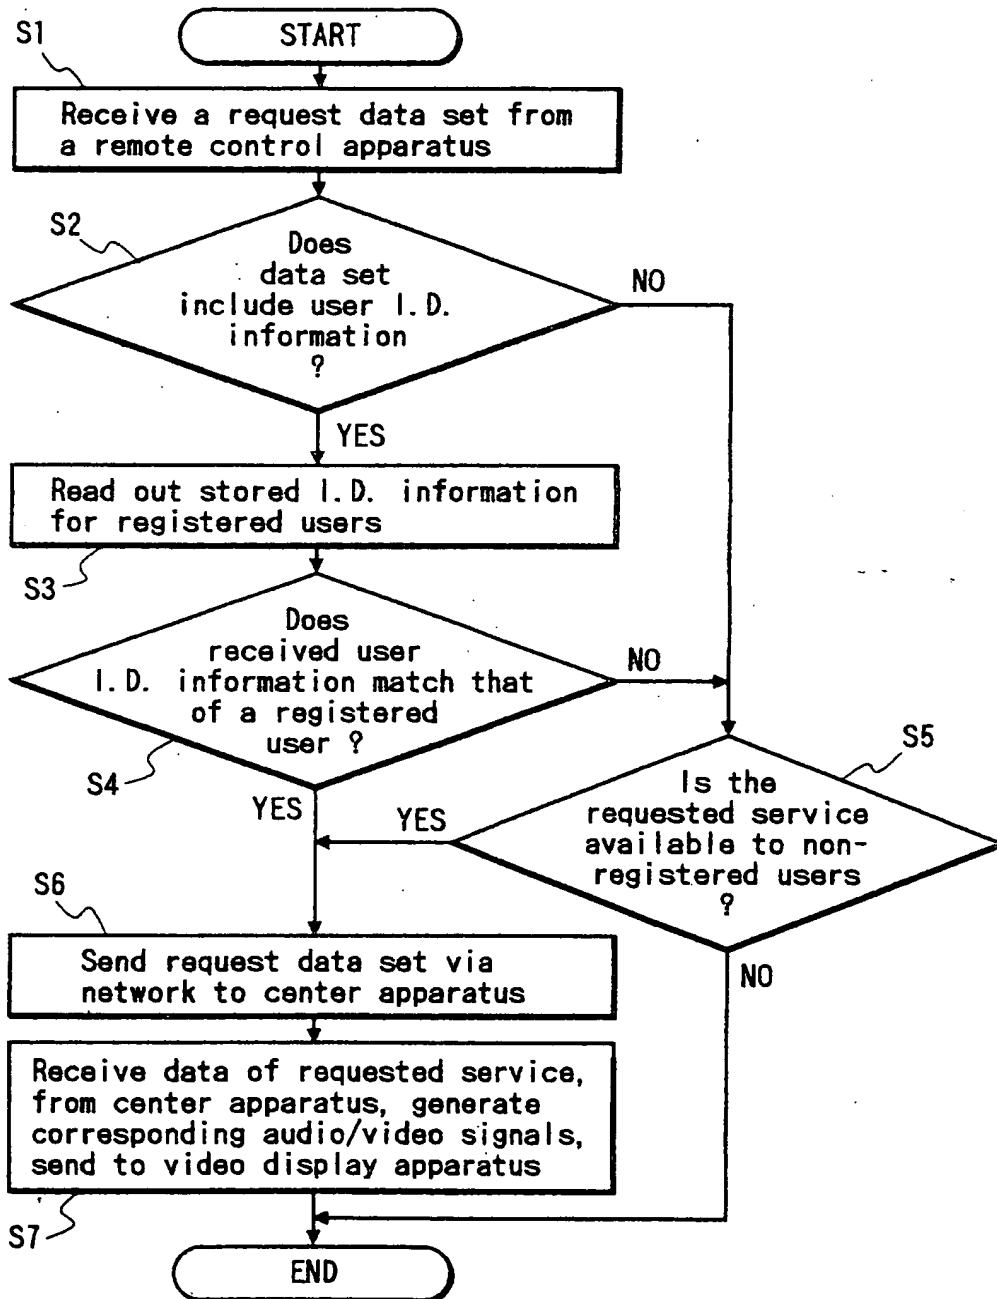 S1
START
Receive a request data set from
a remote control apparatus
S2
Does
data set
include user I.D.
information
?
NO
YES
Read out stored I.D. information
for registered users
S3
Does
received user
I.D. information match that
of a registered
user ?
NO
S4
YES
S5
Is the
requested service
available to non-
registered users
?
YES
NO
S6
Send request data set via
network to center apparatus
Receive data of requested service,
from center apparatus, generate
corresponding audio/video signals,
send to video display apparatus
S7
END